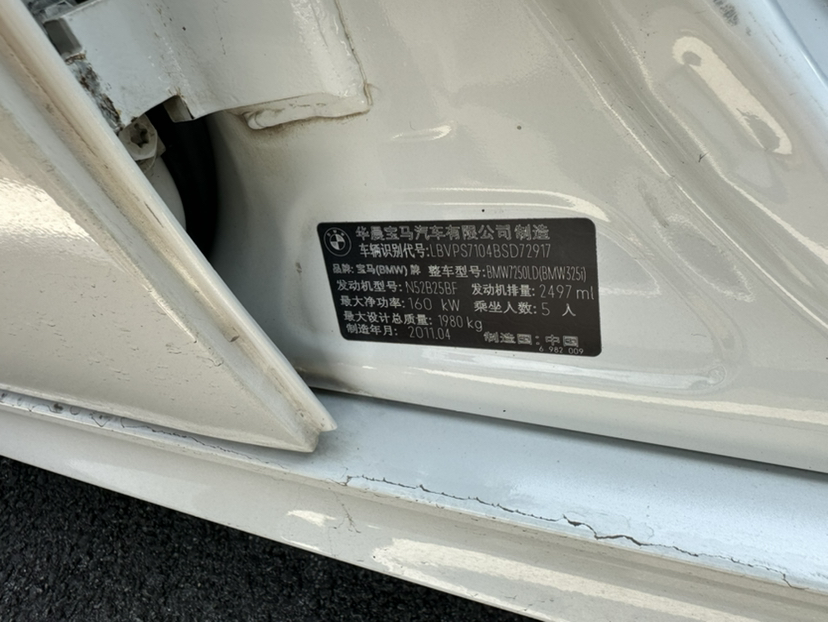 BMW
华晨宝马汽车有限公司 制造
车辆识别代号:LBVPS7104BSD72917
品牌: 宝马(BMW) 牌 整车型号:BMW7250LD(BMW325i)
发动机型号: N52B25BF 发动机排量: 2497 ml
最大净功率: 160 kW 乘坐人数: 5 人
最大设计总质量: 1980 kg
制造年月: 2011.04 制造国: 中国
6 982 009